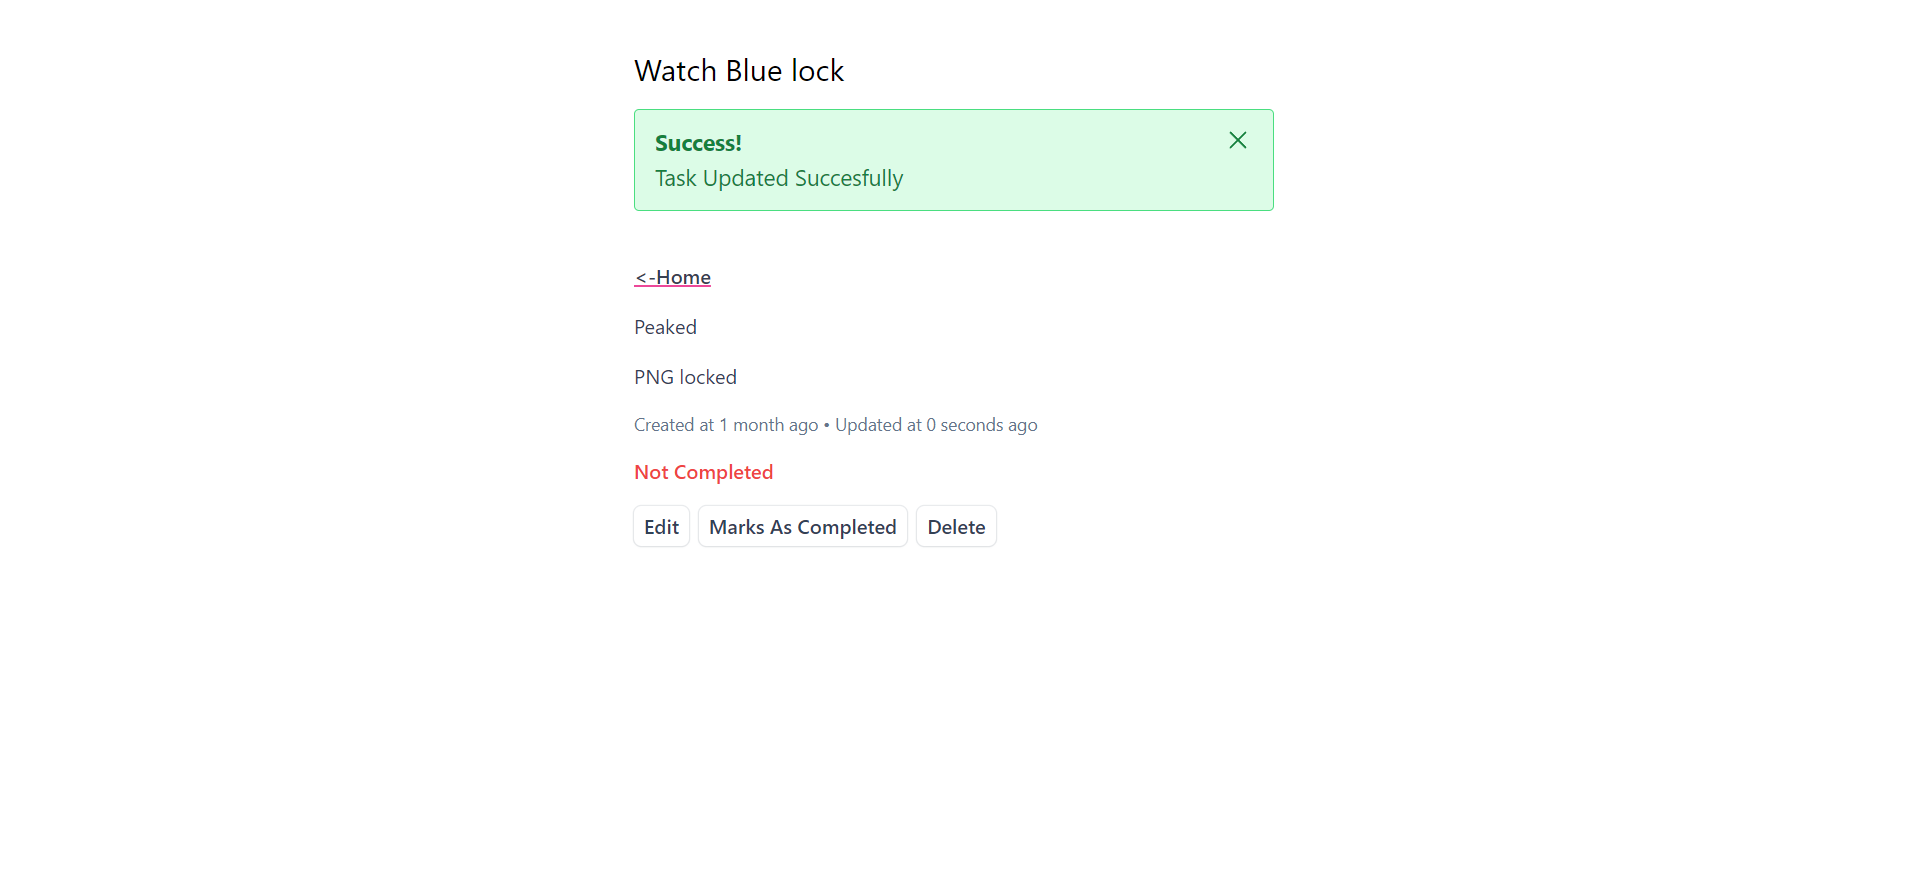 Watch Blue lock
Success!
Task Updated Succesfully
<-Home
Peaked
PNG locked
Created at 1 month ago • Updated at 0 seconds ago
Not Completed
Edit Marks As Completed Delete